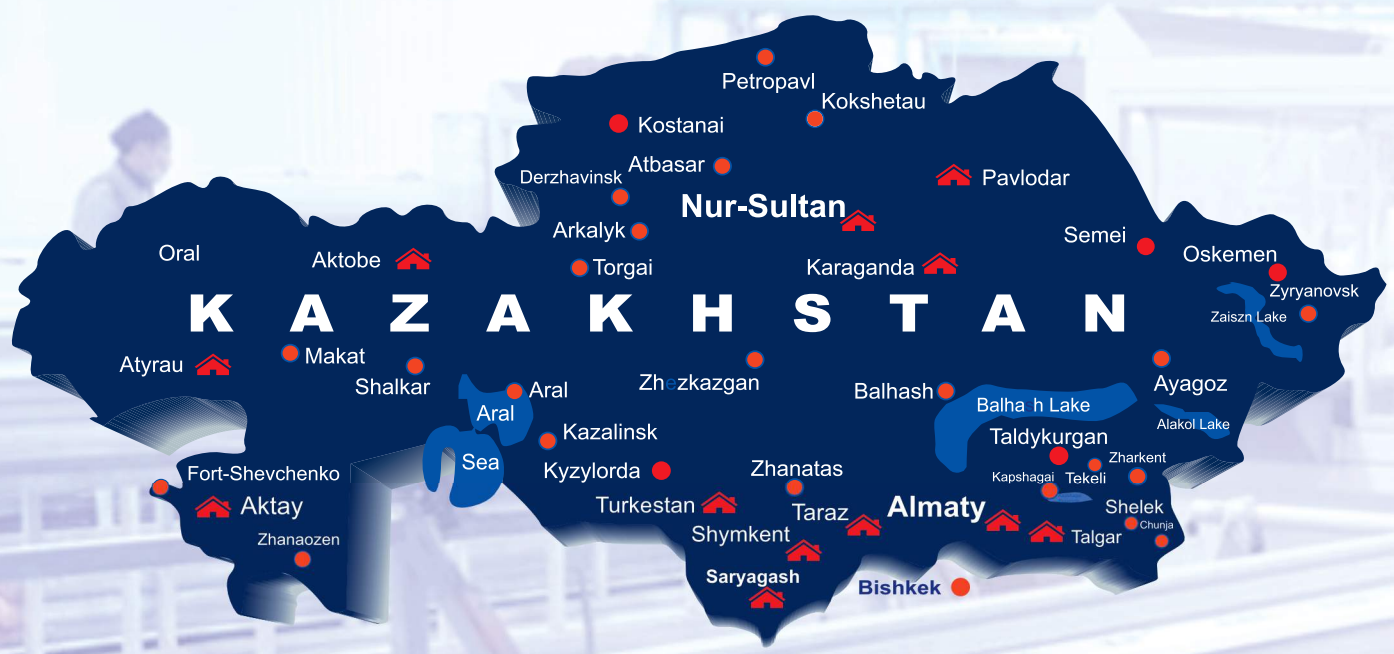 Petropavl
Kokshetau
Kostanai
Atbasar
Derzhavinsk
Pavlodar
Nur-Sultan
Arkalyk
Semei
Oral
Aktobe
Torgai
Karaganda
Oskemen
Zyryanovsk
KAZAKHSTAN
Zaiszn Lake
Atyrau
Makat
Shalkar
Aral
Zhezkazgan
Balhash
Ayagoz
Aral
Sea
Balhash Lake
Alakol Lake
Kazalinsk
Taldykurgan
Fort-Shevchenko
Kyzylorda
Zhanatas
Kapshagai
Tekeli
Zharkent
Aktay
Turkestan
Taraz
Almaty
Shelek
Chunja
Zhanaozen
Shymkent
Talgar
Saryagash
Bishkek